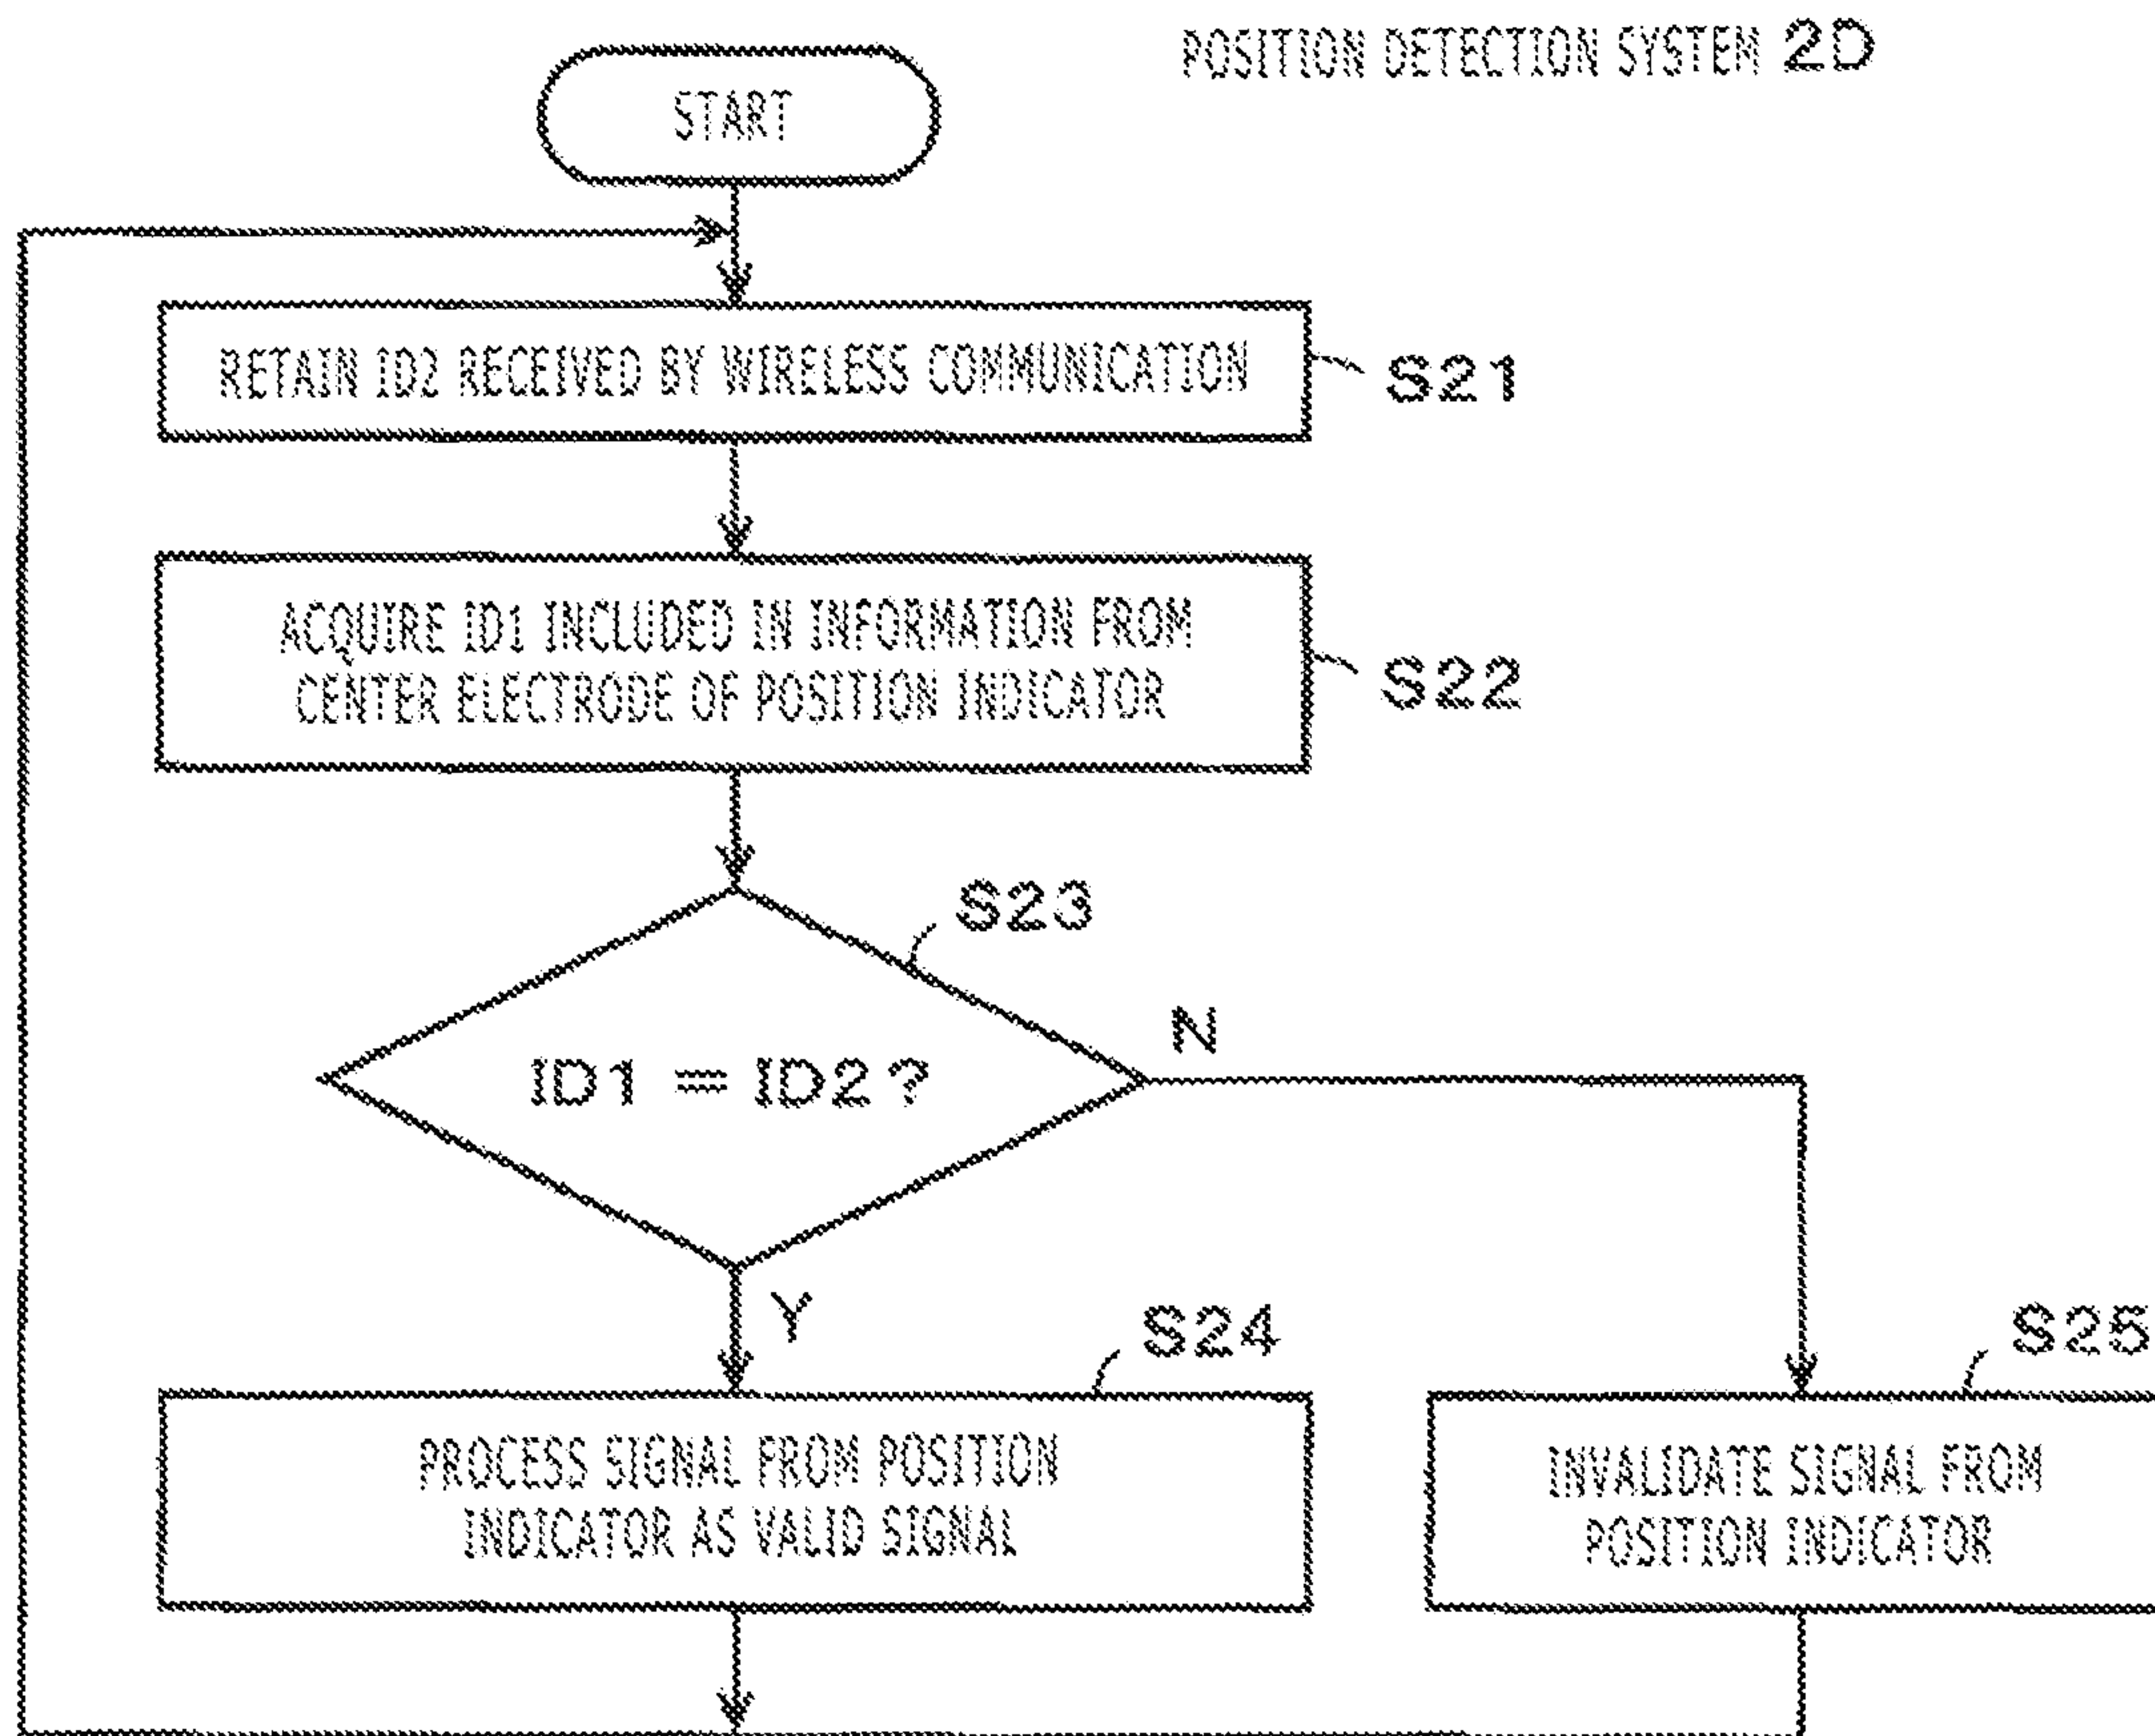 POSITION DETECTION SYSTEM 2D
START
RETAIN ID2 RECEIVED BY WIRELESS COMMUNICATION
S21
ACQUIRE ID1 INCLUDED IN INFORMATION FROM
CENTER ELECTRODE OF POSITION INDICATOR
S22
S23
ID1 = ID2?
N
Y
S24
S25
PROCESS SIGNAL FROM POSITION
INDICATOR AS VALID SIGNAL
INVALIDATE SIGNAL FROM
POSITION INDICATOR